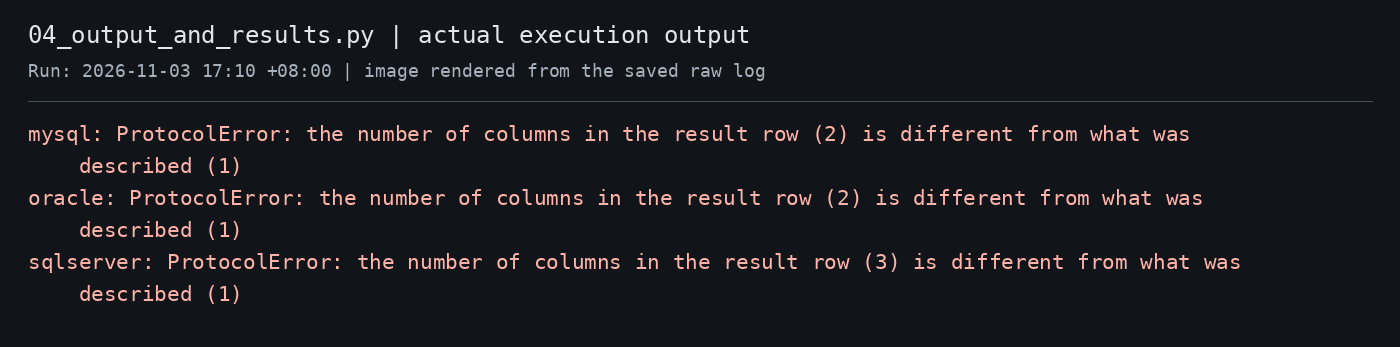 04_output_and_results.py | actual execution output
Run: 2026-11-03 17:10 +08:00 | image rendered from the saved raw log
mysql: ProtocolError: the number of columns in the result row (2) is different from what was
described (1)
oracle: ProtocolError: the number of columns in the result row (2) is different from what was
described (1)
sqlserver: ProtocolError: the number of columns in the result row (3) is different from what was
described (1)